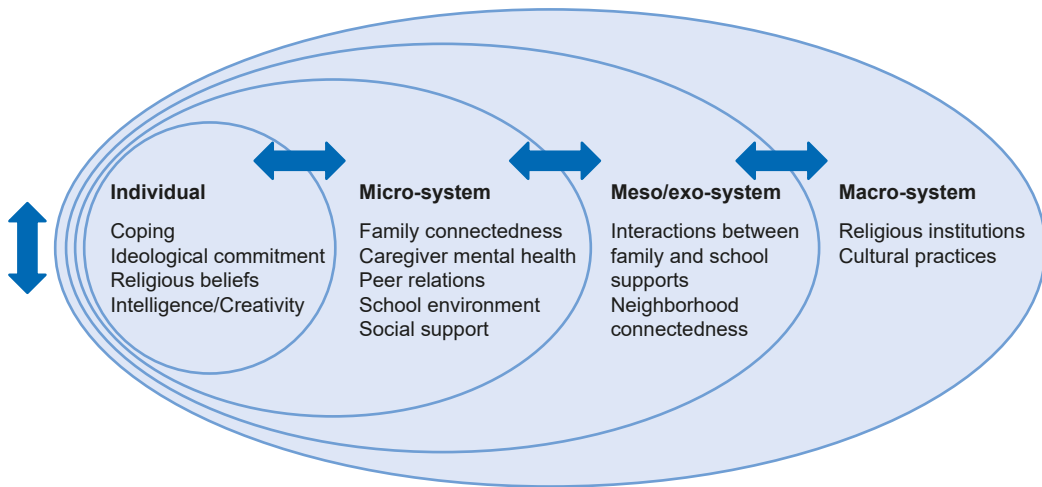 Individual
Coping
Ideological commitment
Religious beliefs
Intelligence/Creativity
Micro-system
Family connectedness
Caregiver mental health
Peer relations
School environment
Social support
Meso/exo-system
Interactions between
family and school
supports
Neighborhood
connectedness
Macro-system
Religious institutions
Cultural practices